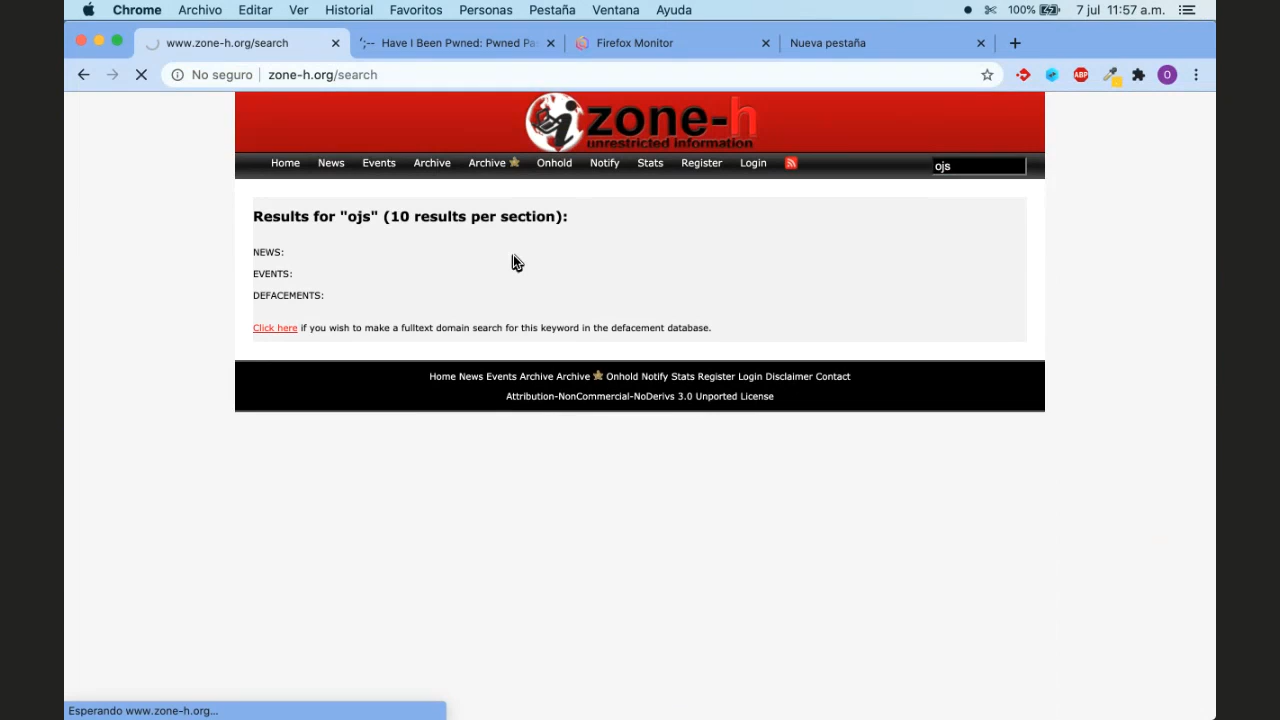 Chrome Archivo Editar Ver Historial Favoritos Personas Pestaña Ventana Ayuda 100% 7 jul 11:57 a.m.
www.zone-h.org/search ';-- Have I Been Pwned: Pwned Pa Firefox Monitor Nueva pestaña
No seguro zone-h.org/search ABP O
zone-h
unrestricted information
Home News Events Archive Archive Onhold Notify Stats Register Login ojs
Results for "ojs" (10 results per section):
NEWS:
EVENTS:
DEFACEMENTS:
Click here if you wish to make a fulltext domain search for this keyword in the defacement database.
Home News Events Archive Archive Onhold Notify Stats Register Login Disclaimer Contact
Attribution-NonCommercial-NoDerivs 3.0 Unported License
Esperando www.zone-h.org...